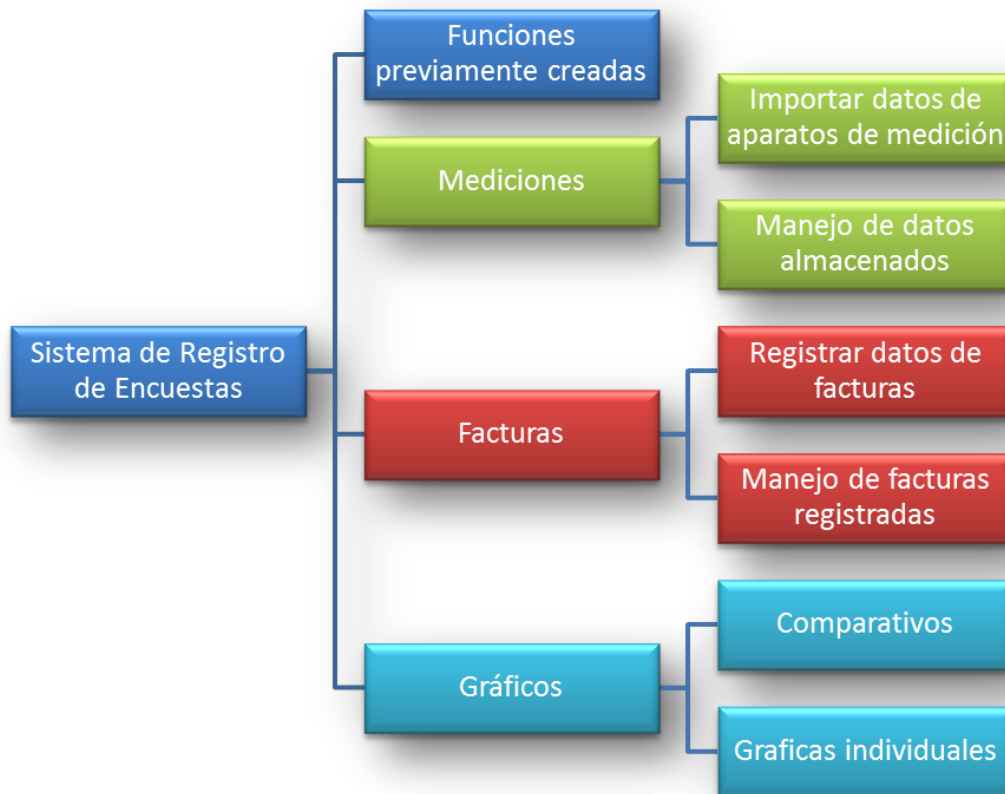 Funciones
previamente creadas
Importar datos de
aparatos de medición
Mediciones
Manejo de datos
almacenados
Sistema de Registro
de Encuestas
Registrar datos de
facturas
Facturas
Manejo de facturas
registradas
Comparativos
Gráficos
Graficas individuales